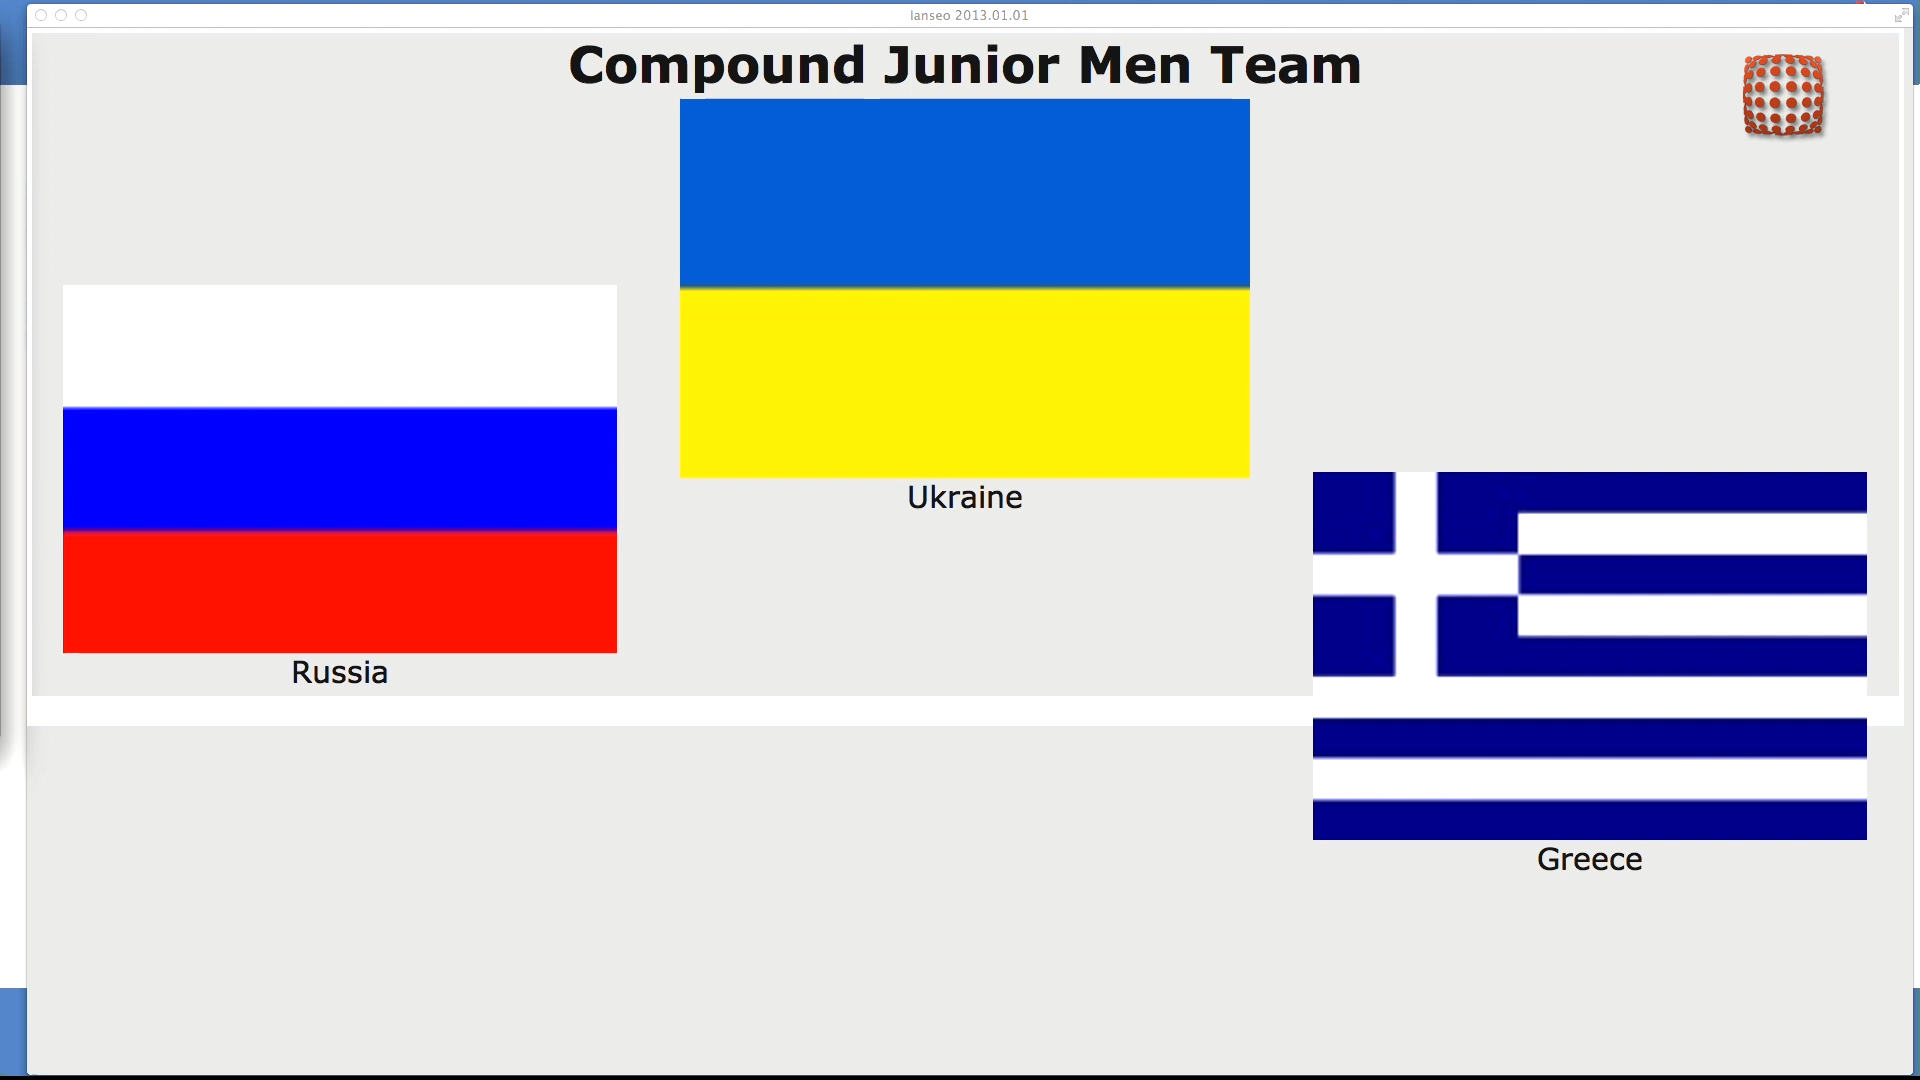 Ianseo 2013.01.01
Compound Junior Men Team
Ukraine
Russia
Greece